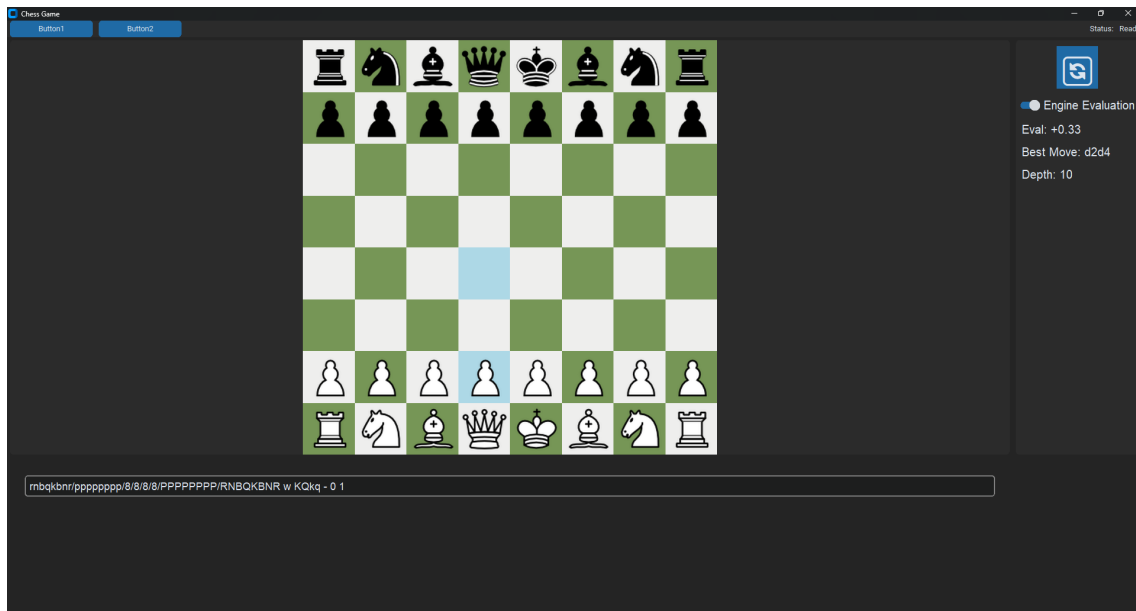 Chess Game
Button1 Button2 Status: Read
Engine Evaluation
Eval: +0.33
Best Move: d2d4
Depth: 10
rnbqkbnr/pppppppp/8/8/8/8/PPPPPPPP/RNBQKBNR w KQkq - 0 1